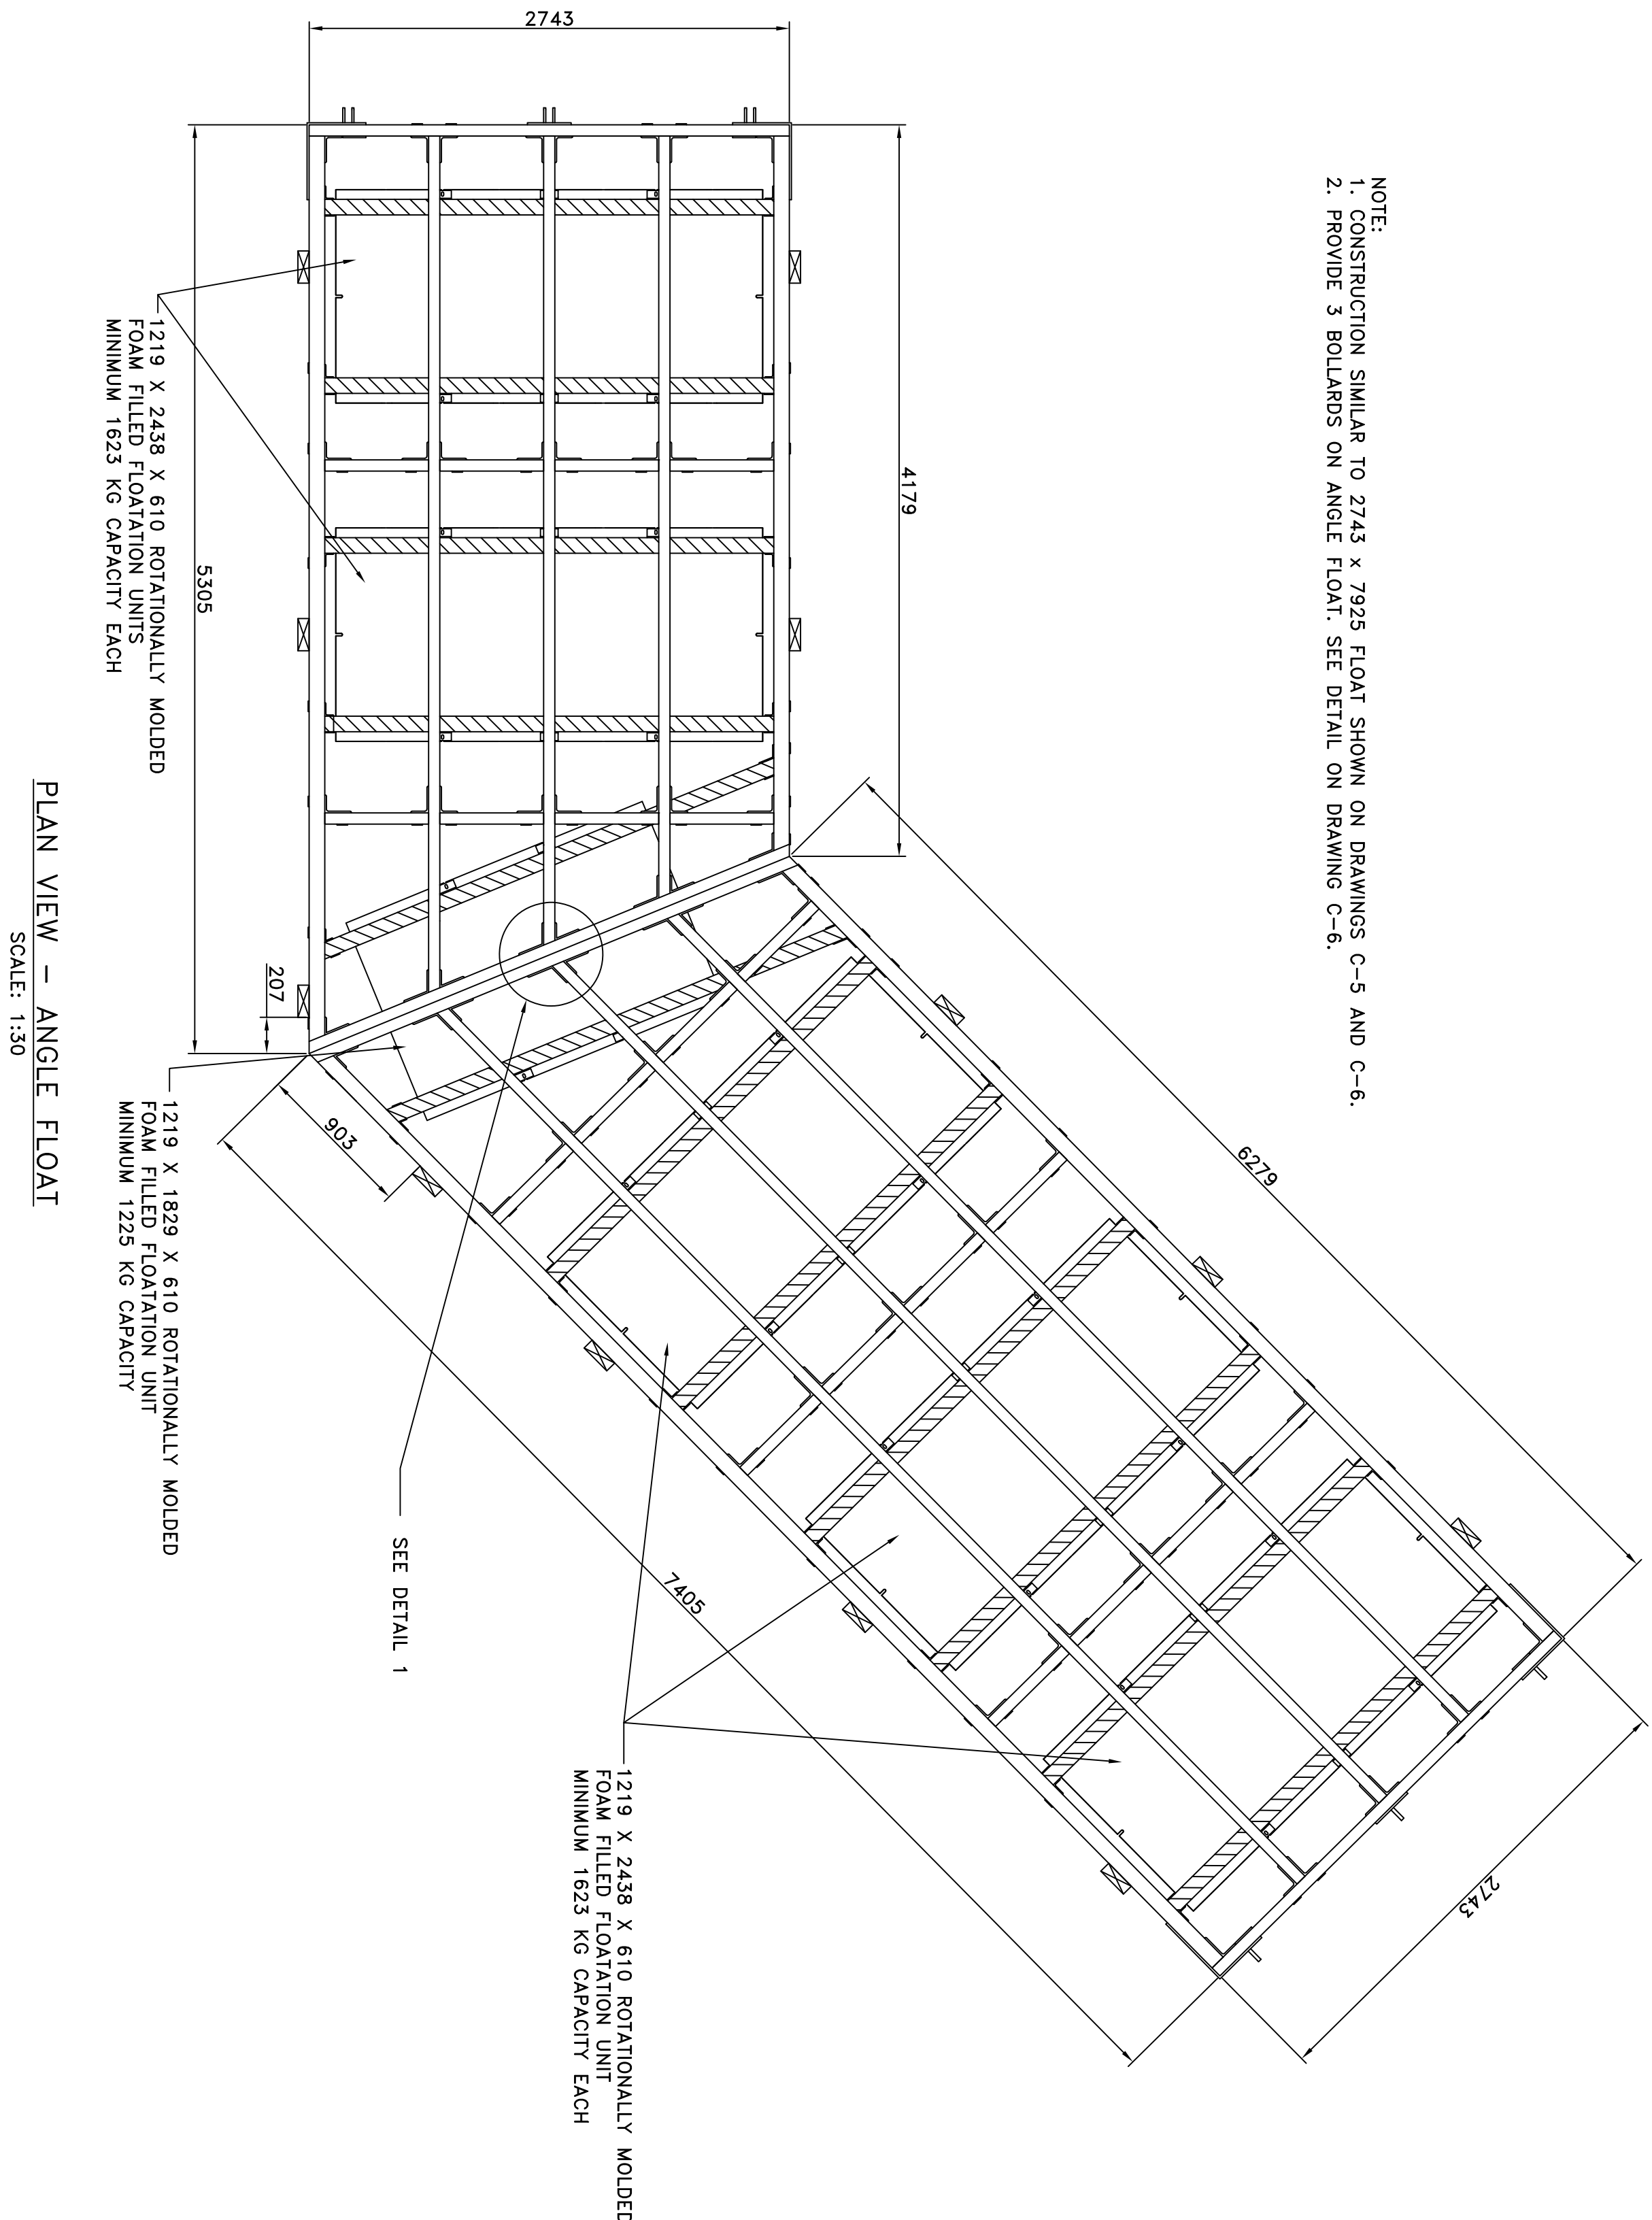 NOTE:
1. CONSTRUCTION SIMILAR TO 2743 x 7925 FLOAT SHOWN ON DRAWINGS C-5 AND C-6.
2. PROVIDE 3 BOLLARDS ON ANGLE FLOAT. SEE DETAIL ON DRAWING C-6.
2743
4179
5305
207
903
6279
7405
2743
1219 X 2438 X 610 ROTATIONALLY MOLDED
FOAM FILLED FLOATATION UNITS
MINIMUM 1623 KG CAPACITY EACH
1219 X 1829 X 610 ROTATIONALLY MOLDED
FOAM FILLED FLOATATION UNIT
MINIMUM 1225 KG CAPACITY
SEE DETAIL 1
1219 X 2438 X 610 ROTATIONALLY MOLDED
FOAM FILLED FLOATATION UNIT
MINIMUM 1623 KG CAPACITY EACH
PLAN VIEW - ANGLE FLOAT
SCALE: 1:30